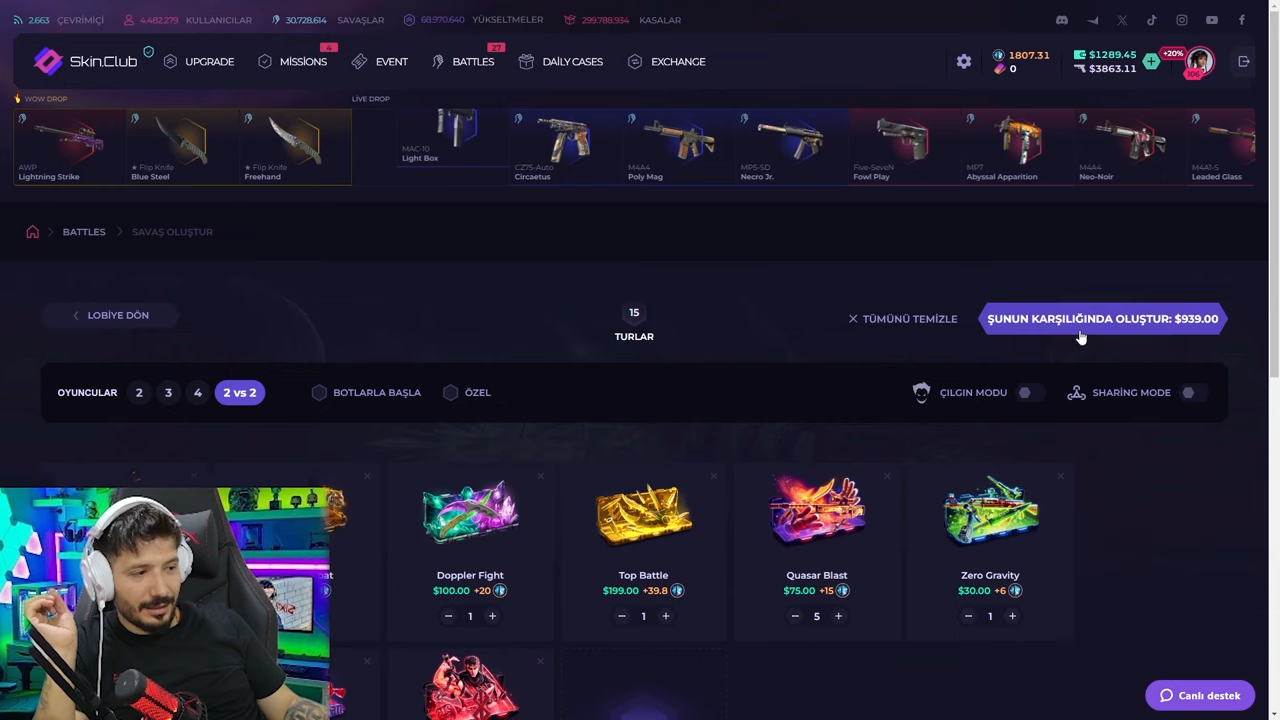 2.663 ÇEVRİMİÇİ 4.482.279 KULLANICILAR 30.728.614 SAVAŞLAR 68.970.640 YÜKSELTMELER 299.788.934 KASALAR
4 27 +20%
Skin.Club UPGRADE MISSIONS EVENT BATTLES DAILY CASES EXCHANGE
1807.31 $1289.45
0 $3863.11 106
WOW DROP LIVE DROP
MAC-10
Light Box
AWP ★ Flip Knife ★ Flip Knife CZ75-Auto M4A4 MP5-SD Five-SeveN MP7 M4A4 M4A1-S
Lightning Strike Blue Steel Freehand Circaetus Poly Mag Necro Jr. Fowl Play Abyssal Apparition Neo-Noir Leaded Glass
BATTLES SAVAŞ OLUŞTUR
LOBİYE DÖN 15 TÜMÜNÜ TEMİZLE ŞUNUN KARŞILIĞINDA OLUŞTUR: $939.00
TURLAR
OYUNCULAR 2 3 4 2 vs 2 BOTLARLA BAŞLA ÖZEL ÇILGIN MODU SHARING MODE
Doppler Fight Top Battle Quasar Blast Zero Gravity
$100.00 +20 $199.00 +39.8 $75.00 +15 $30.00 +6
− 1 + − 1 + − 5 + − 1 +
Canlı destek